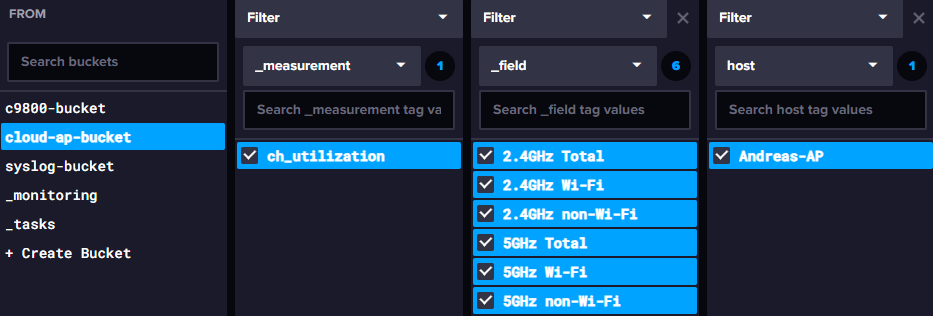 FROM
Search buckets
c9800-bucket
cloud-ap-bucket
syslog-bucket
_monitoring
_tasks
+ Create Bucket
Filter
_measurement
1
Search _measurement tag va
ch_utilization
Filter
_field
6
Search _field tag values
2.4GHz Total
2.4GHz Wi-Fi
2.4GHz non-Wi-Fi
5GHz Total
5GHz Wi-Fi
5GHz non-Wi-Fi
Filter
host
1
Search host tag values
Andreas-AP